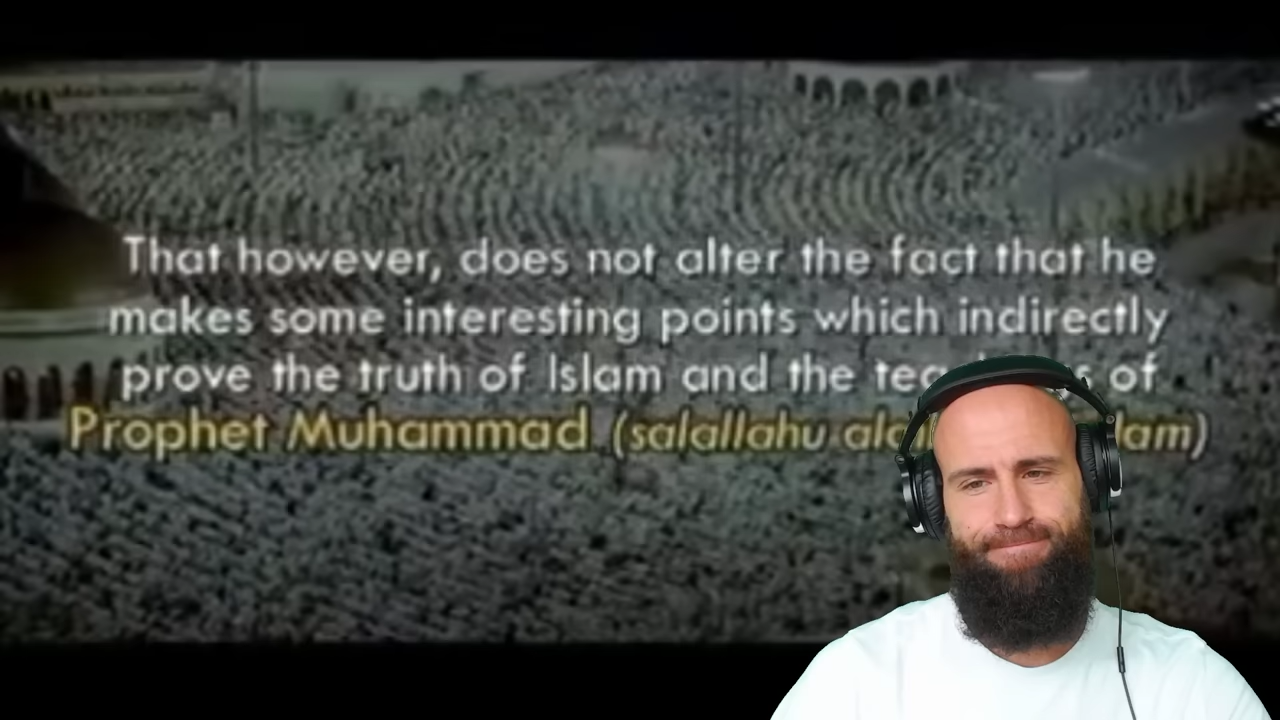 That however, does not alter the fact that he
makes some interesting points which indirectly
prove the truth of Islam and the of
Prophet Muhammad (salallahu